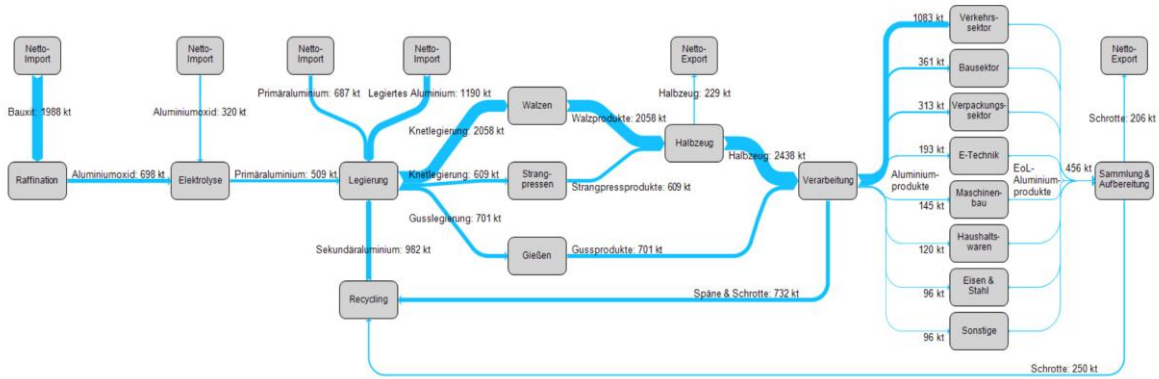 Netto-
Import
Netto-
Import
Netto-
Import
Netto-
Import
Netto-
Export
Netto-
Export
Bauxit: 1988 kt
Aluminiumoxid: 320 kt
Primäraluminium: 687 kt
Legiertes Aluminium: 1190 kt
Knetlegierung: 2058 kt
Walzen
Walzprodukte: 2058 kt
Halbzeug: 229 kt
Halbzeug
Halbzeug: 2438 kt
Raffination
Aluminiumoxid: 698 kt
Elektrolyse
Primäraluminium: 509 kt
Legierung
Knetlegierung: 609 kt
Strang-
pressen
Strangpressprodukte: 609 kt
Verarbeitung
Gusslegierung: 701 kt
Gießen
Gussprodukte: 701 kt
Sekundäraluminium: 982 kt
Recycling
Späne & Schrotte: 732 kt
Aluminium-
produkte
1083 kt
Verkehrs-
sektor
361 kt
Bausektor
313 kt
Verpackungs-
sektor
193 kt
E-Technik
145 kt
Maschinen-
bau
120 kt
Haushalts-
waren
96 kt
Eisen &
Stahl
96 kt
Sonstige
EoL-
Aluminium-
produkte
456 kt
Sammlung &
Aufbereitung
Schrotte: 206 kt
Schrotte: 250 kt